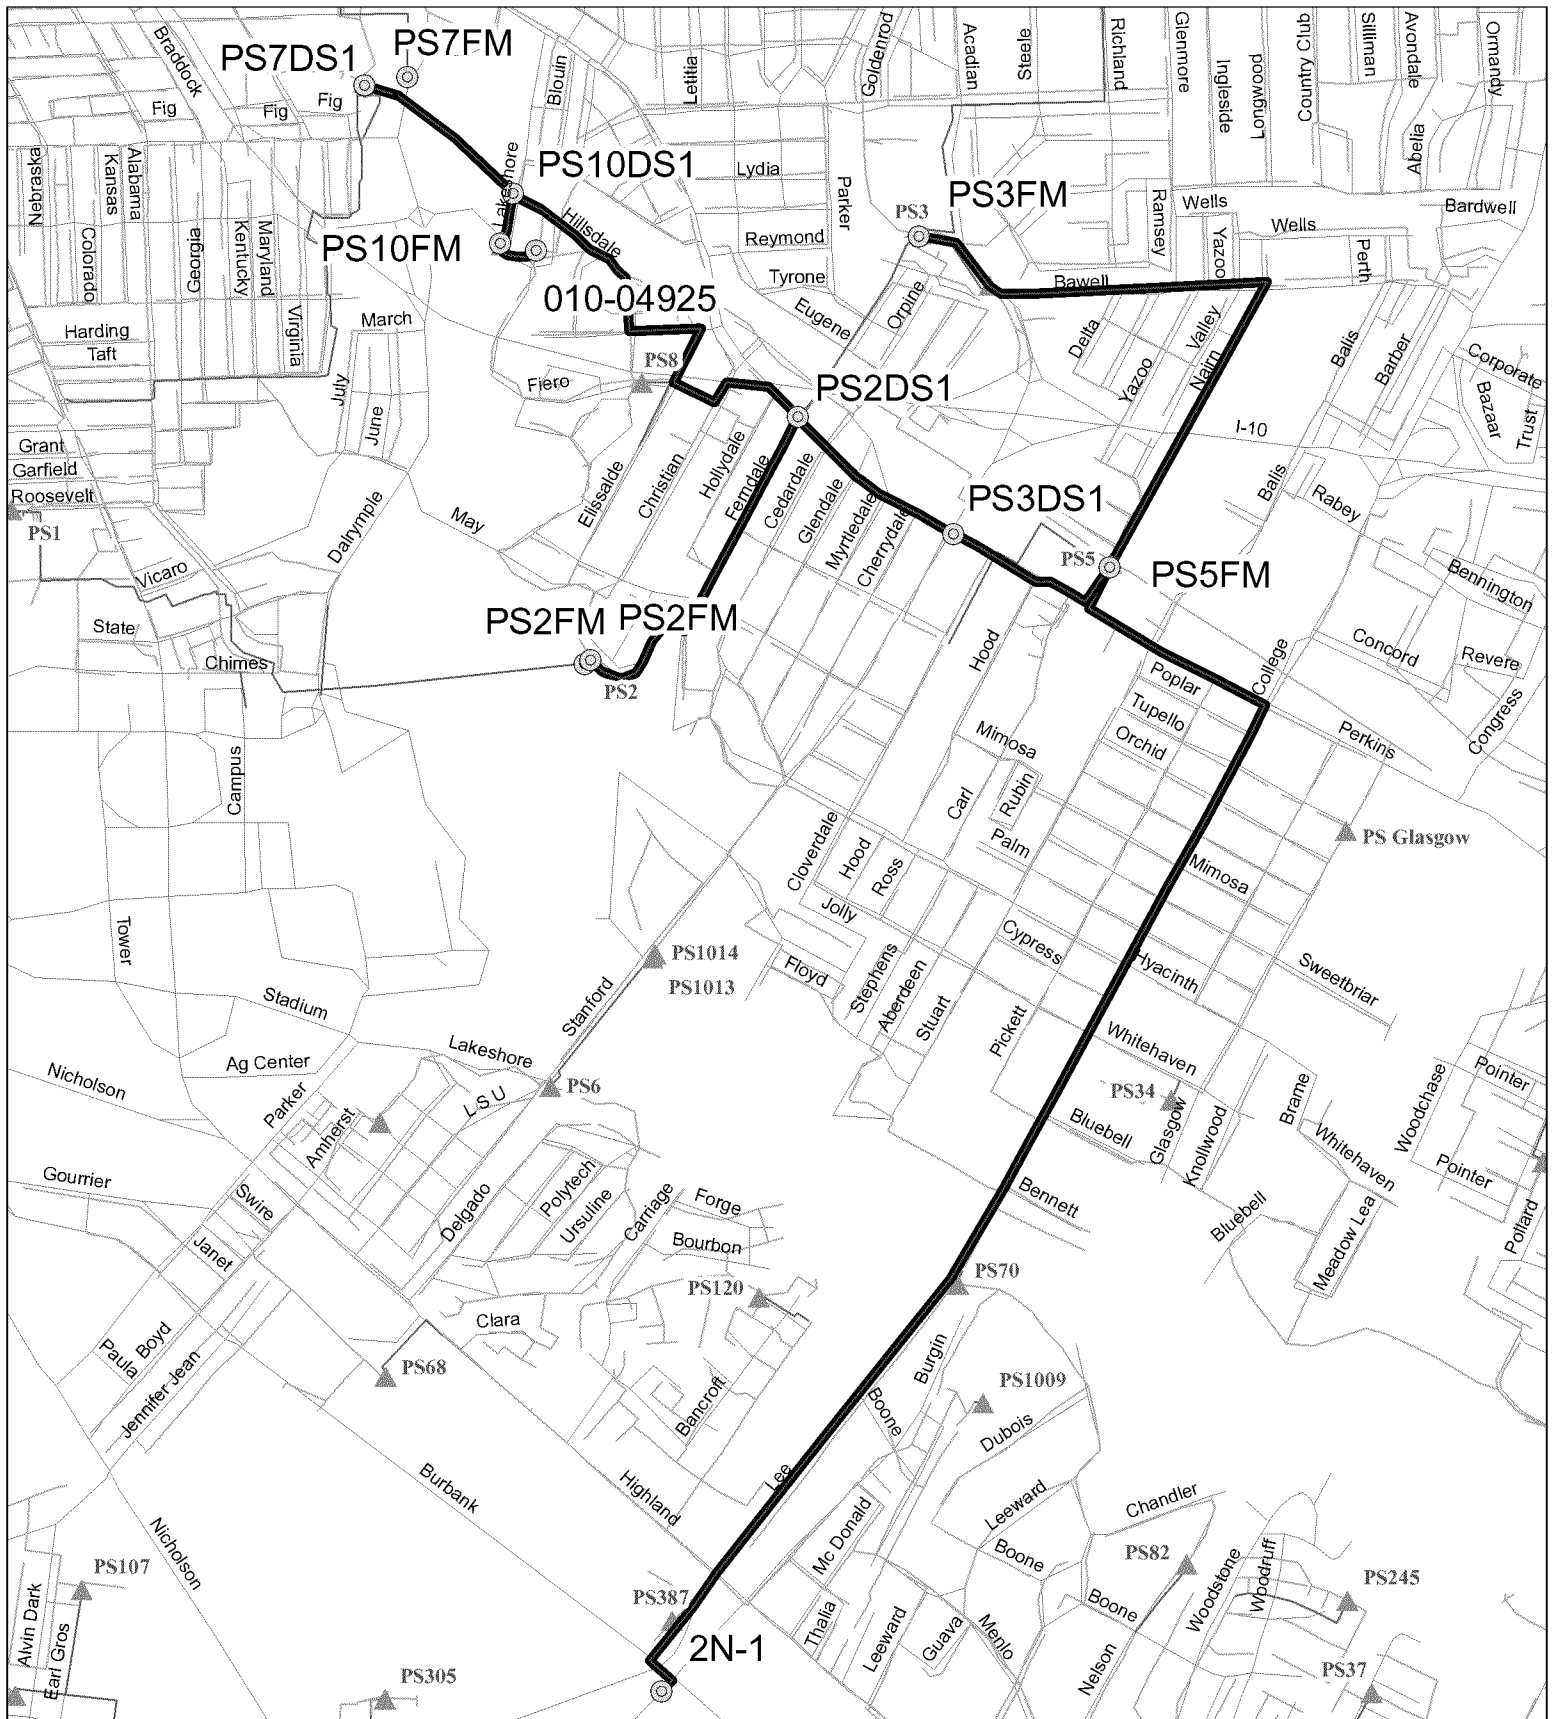 PS7DS1
PS7FM
Braddock
Fig
Fig
Fig
Blouin
Letitia
Goldenrod
Acadian
Steele
Richland
Glenmore
Ingleside
Longwood
Country Club
Silliman
Avondale
Abelia
Ormandy
Nebraska
Kansas
Alabama
Colorado
Georgia
Kentucky
Maryland
Virginia
Lakeshore
PS10DS1
Hillsdale
PS10FM
Lydia
Parker
PS3
PS3FM
Reymond
Tyrone
Eugene
Orpine
Ramsey
Wells
Wells
Yazoo
Perth
Bardwell
Bawell
010-04925
Harding
Taft
March
July
June
Fiero
PS8
PS2DS1
Delta
Yazoo
Valley
Nairn
Balis
Barber
Corporate
Bazaar
Trust
I-10
Grant
Garfield
Roosevelt
PS1
Dalrymple
May
Elissalde
Christian
Hollydale
Ferndale
Cedardale
Glendale
Myrtledale
Cherrydale
PS3DS1
Balis
Rabey
PS5
PS5FM
Bennington
Vicaro
State
Chimes
PS2FM
PS2FM
PS2
Hood
Concord
Revere
Congress
College
Poplar
Tupello
Orchid
Perkins
Campus
Mimosa
Rubin
Carl
Palm
Cloverdale
Hood
Ross
Jolly
PS Glasgow
Mimosa
Tower
PS1014
PS1013
Floyd
Stephens
Aberdeen
Stuart
Cypress
Hyacinth
Sweetbriar
Stadium
Stanford
Pickett
Whitehaven
Lakeshore
Ag Center
Nicholson
PS6
L S U
Parker
Amherst
PS34
Glasgow
Bluebell
Knollwood
Brame
Whitehaven
Woodchase
Pointer
Pointer
Pollard
Gourrier
Swire
Janet
Delgado
Polytech
Ursuline
Carriage
Forge
Bourbon
Bennett
Bluebell
Meadow Lea
PS70
PS120
Clara
Paula
Boyd
Jennifer Jean
PS68
Burgin
Boone
PS1009
Dubois
Bancroft
Lee
Burbank
Highland
Leeward
Chandler
Nicholson
Mc Donald
Boone
PS82
Woodstone
Woodruff
PS245
PS107
Alvin Dark
Earl Gros
PS387
Thalia
Leeward
Guava
Menlo
Boone
Nelson
2N-1
PS305
PS37